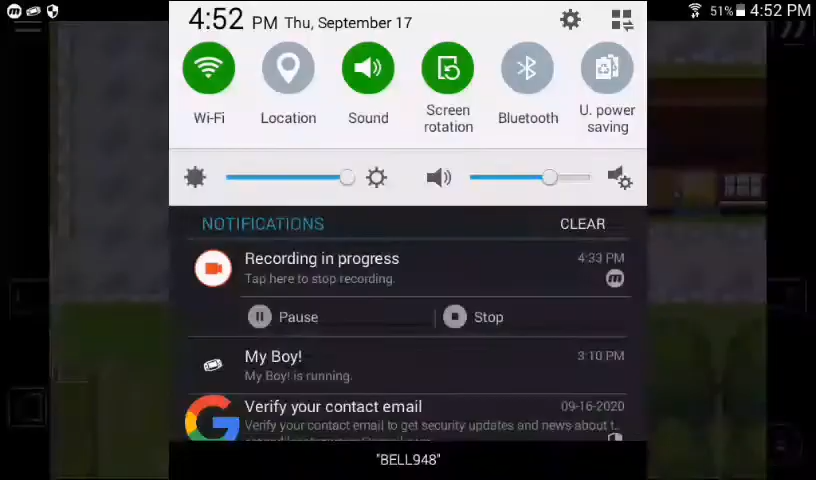 51% 4:52 PM
4:52 PM Thu, September 17
Wi-Fi
Location
Sound
Screen rotation
Bluetooth
U. power saving
NOTIFICATIONS CLEAR
Recording in progress 4:33 PM
Tap here to stop recording.
Pause Stop
My Boy! 3:10 PM
My Boy! is running.
Verify your contact email 09-16-2020
Verify your contact email to get security updates and news about t..
"BELL948"